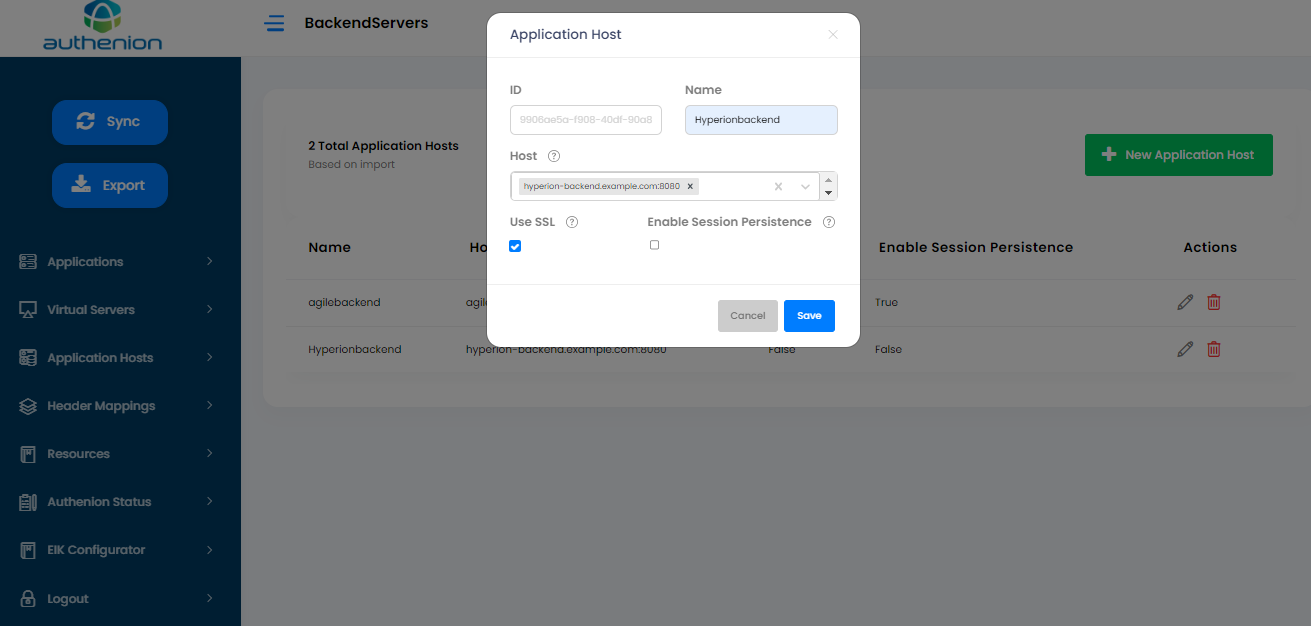 authenion
BackendServers
Sync
Export
Applications
Virtual Servers
Application Hosts
Header Mappings
Resources
Authenion Status
EIK Configurator
Logout
Application Host
ID
Name
9906ae5a-f908-40df-90a8
Hyperionbackend
Host ?
hyperion-backend.example.com:8080
Use SSL ?
Enable Session Persistence ?
Cancel
Save
2 Total Application Hosts
Based on import
New Application Host
Name
Ho
Enable Session Persistence
Actions
agilebackend
agil
True
Hyperionbackend
hyperion-backend.example.com:8080
False
False